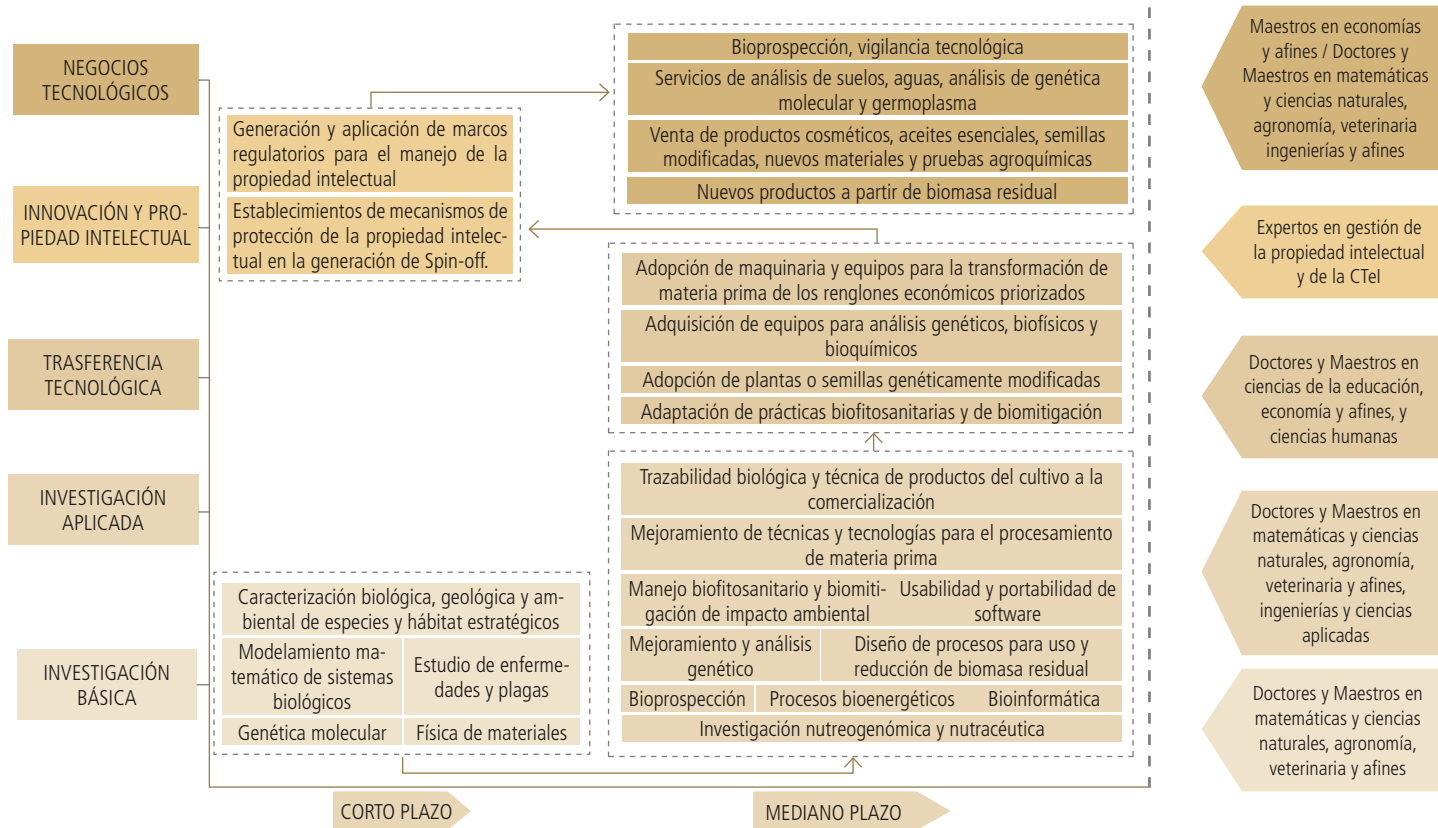 NEGOCIOS
TECNOLÓGICOS
INNOVACIÓN Y PRO-
PIEDAD INTELECTUAL
TRASFERENCIA
TECNOLÓGICA
INVESTIGACIÓN
APLICADA
INVESTIGACIÓN
BÁSICA
Generación y aplicación de marcos
regulatorios para el manejo de la
propiedad intelectual
Establecimientos de mecanismos de
protección de la propiedad intelec-
tual en la generación de Spin-off.
Caracterización biológica, geológica y am-
biental de especies y hábitat estratégicos
Modelamiento ma-
temático de sistemas
biológicos
Estudio de enferme-
dades y plagas
Genética molecular
Física de materiales
Bioprospección, vigilancia tecnológica
Servicios de análisis de suelos, aguas, análisis de genética
molecular y germoplasma
Venta de productos cosméticos, aceites esenciales, semillas
modificadas, nuevos materiales y pruebas agroquímicas
Nuevos productos a partir de biomasa residual
Adopción de maquinaria y equipos para la transformación de
materia prima de los renglones económicos priorizados
Adquisición de equipos para análisis genéticos, biofísicos y
bioquímicos
Adopción de plantas o semillas genéticamente modificadas
Adaptación de prácticas biofitosanitarias y de biomitigación
Trazabilidad biológica y técnica de productos del cultivo a la
comercialización
Mejoramiento de técnicas y tecnologías para el procesamiento
de materia prima
Manejo biofitosanitario y biomiti-
gación de impacto ambiental
Usabilidad y portabilidad de
software
Mejoramiento y análisis
genético
Diseño de procesos para uso y
reducción de biomasa residual
Bioprospección
Procesos bioenergéticos
Bioinformática
Investigación nutreogenómica y nutracéutica
Maestros en economías
y afines / Doctores y
Maestros en matemáticas
y ciencias naturales,
agronomía, veterinaria
ingenierías y afines
Expertos en gestión de
la propiedad intelectual
y de la CTeI
Doctores y Maestros en
ciencias de la educación,
economía y afines, y
ciencias humanas
Doctores y Maestros en
matemáticas y ciencias
naturales, agronomía,
veterinaria y afines,
ingenierías y ciencias
aplicadas
Doctores y Maestros en
matemáticas y ciencias
naturales, agronomía,
veterinaria y afines
CORTO PLAZO
MEDIANO PLAZO